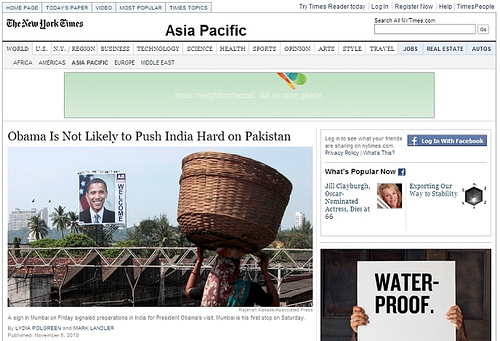 HOME PAGE TODAY'S PAPER VIDEO MOST POPULAR TIMES TOPICS
Try Times Reader today Log In Register Now Help TimesPeople
The New York Times
Asia Pacific
Search All NYTimes.com
Go
WORLD U.S. N.Y. / REGION BUSINESS TECHNOLOGY SCIENCE HEALTH SPORTS OPINION ARTS STYLE TRAVEL JOBS REAL ESTATE AUTOS
AFRICA AMERICAS ASIA PACIFIC EUROPE MIDDLE EAST
Your neighborhood. All in one place.
Obama Is Not Likely to Push India Hard on Pakistan
WELCOME
Rajanish Kakade/Associated Press
A sign in Mumbai on Friday signaled preparations in India for President Obama's visit. Mumbai is his first stop on Saturday.
By LYDIA POLGREEN and MARK LANDLER
Published: November 5, 2010
Log in to see what your friends
are sharing on nytimes.com.
Privacy Policy | What's This?
f Log In With Facebook
What's Popular Now f
Jill Clayburgh,
Oscar-
Nominated
Actress, Dies at
66
Exporting Our
Way to Stability
WATER-
PROOF.